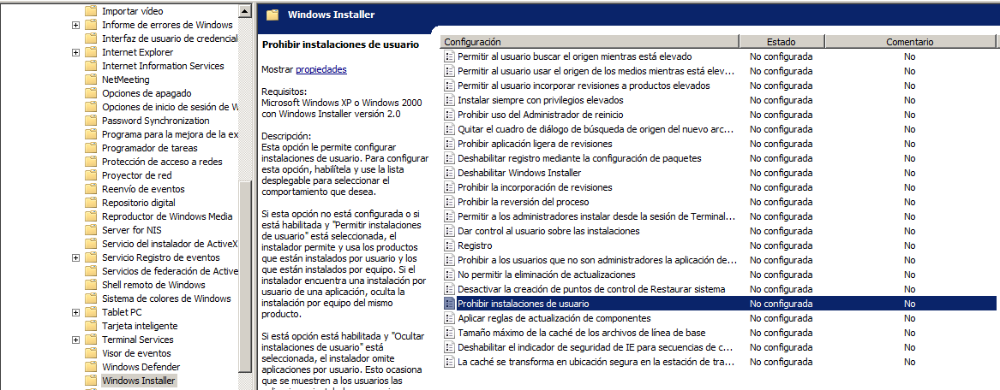 Importar vídeo
Informe de errores de Windows
Interfaz de usuario de credencial
Internet Explorer
Internet Information Services
NetMeeting
Opciones de apagado
Opciones de inicio de sesión de W
Password Synchronization
Programa para la mejora de la ex
Programador de tareas
Protección de acceso a redes
Proyector de red
Reenvío de eventos
Repositorio digital
Reproductor de Windows Media
Server for NIS
Servicio del instalador de ActiveX
Servicio Registro de eventos
Servicios de federación de Active
Shell remoto de Windows
Sistema de colores de Windows
Tablet PC
Tarjeta inteligente
Terminal Services
Visor de eventos
Windows Defender
Windows Installer
Windows Installer
Prohibir instalaciones de usuario
Mostrar propiedades
Requisitos:
Microsoft Windows XP o Windows 2000
con Windows Installer versión 2.0
Descripción:
Esta opción le permite configurar
instalaciones de usuario. Para configurar
esta opción, habilítela y use la lista
desplegable para seleccionar el
comportamiento que desea.
Si esta opción no está configurada o si
está habilitada y "Permitir instalaciones
de usuario" está seleccionada, el
instalador permite y usa los productos
que están instalados por usuario y los
que están instalados por equipo. Si el
instalador encuentra una instalación por
usuario de una aplicación, oculta la
instalación por equipo del mismo
producto.
Si está opción está habilitada y "Ocultar
instalaciones de usuario" está
seleccionada, el instalador omite
aplicaciones por usuario. Esto ocasiona
que se muestren a los usuarios las
Configuración Estado Comentario
Permitir al usuario buscar el origen mientras está elevado No configurada No
Permitir al usuario usar el origen de los medios mientras está elev... No configurada No
Permitir al usuario incorporar revisiones a productos elevados No configurada No
Instalar siempre con privilegios elevados No configurada No
Prohibir uso del Administrador de reinicio No configurada No
Quitar el cuadro de diálogo de búsqueda de origen del nuevo arc... No configurada No
Prohibir aplicación ligera de revisiones No configurada No
Deshabilitar registro mediante la configuración de paquetes No configurada No
Deshabilitar Windows Installer No configurada No
Prohibir la incorporación de revisiones No configurada No
Prohibir la reversión del proceso No configurada No
Permitir a los administradores instalar desde la sesión de Terminal... No configurada No
Dar control al usuario sobre las instalaciones No configurada No
Registro No configurada No
Prohibir a los usuarios que no son administradores la aplicación de... No configurada No
No permitir la eliminación de actualizaciones No configurada No
Desactivar la creación de puntos de control de Restaurar sistema No configurada No
Prohibir instalaciones de usuario No configurada No
Aplicar reglas de actualización de componentes No configurada No
Tamaño máximo de la caché de los archivos de línea de base No configurada No
Deshabilitar el indicador de seguridad de IE para secuencias de c... No configurada No
La caché se transforma en ubicación segura en la estación de tra... No configurada No